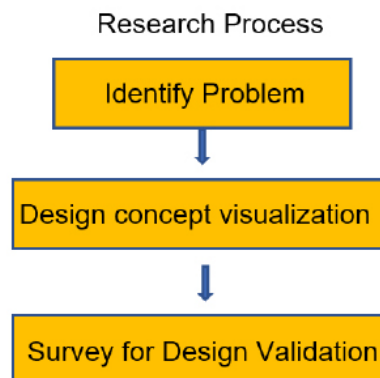 Research Process
Identify Problem
Design concept visualization
Survey for Design Validation